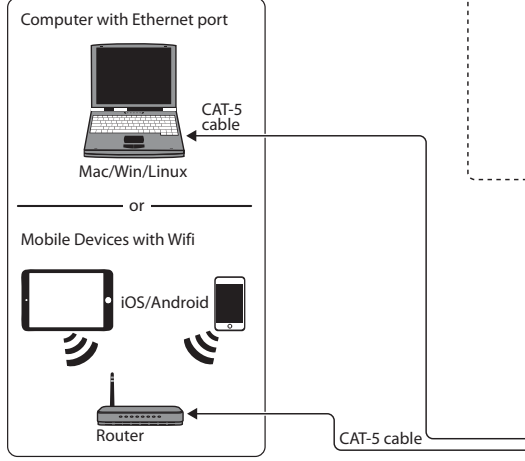 Computer with Ethernet port
CAT-5
cable
Mac/Win/Linux
or
Mobile Devices with Wifi
iOS/Android
Router
CAT-5 cable